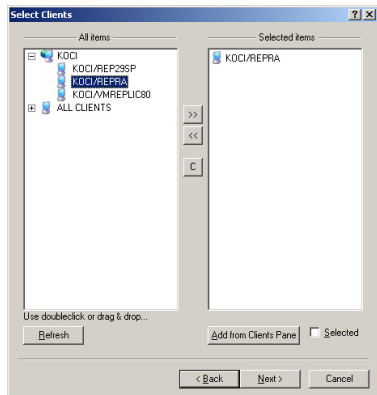 Select Clients
All items
Selected items
KOCI
KOCI/REP29SP
KOCI/REPRA
KOCI/VMREPLIC80
ALL CLIENTS
>>
<<
C
KOCI/REPRA
Use doubleclick or drag & drop...
Refresh
Add from Clients Pane
Selected
< Back
Next >
Cancel